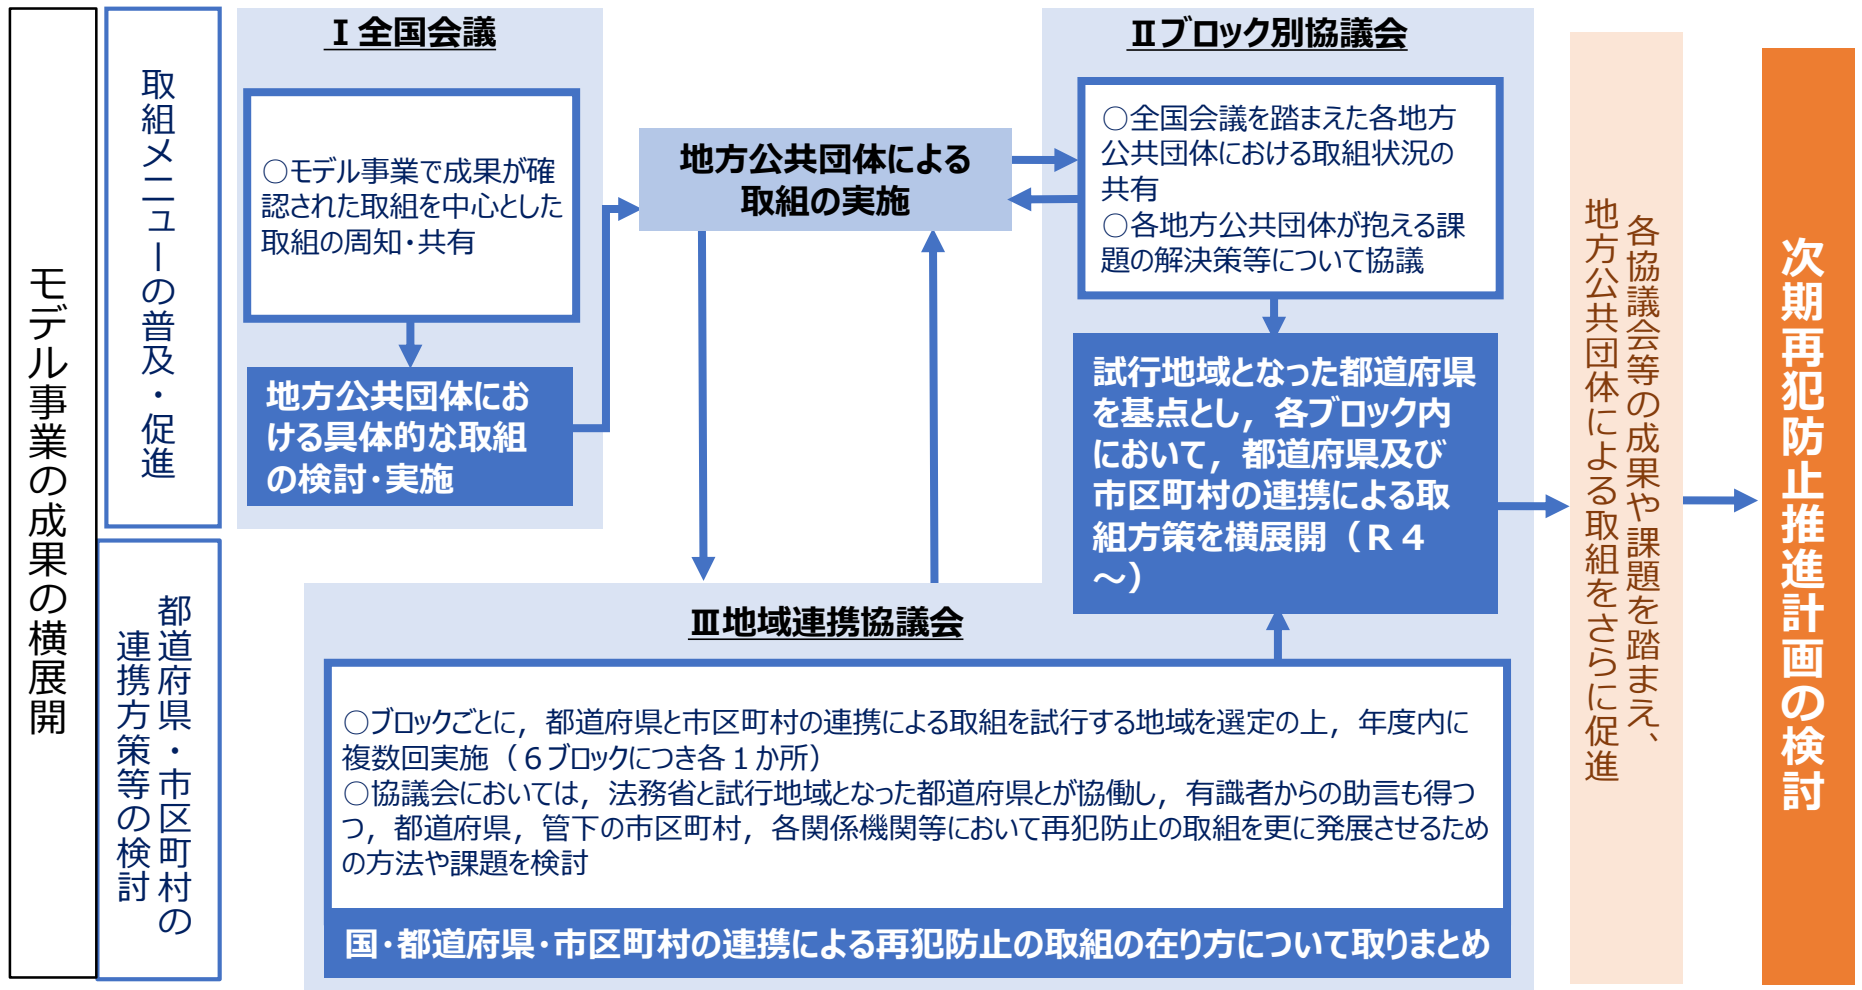 モデル事業の成果の横展開
取組メニューの普及・促進
都道府県・市区町村の
連携方策等の検討
Ⅰ全国会議
○モデル事業で成果が確
認された取組を中心とした
取組の周知・共有
地方公共団体にお
ける具体的な取組
の検討・実施
地方公共団体による
取組の実施
Ⅱブロック別協議会
○全国会議を踏まえた各地方
公共団体における取組状況の
共有
○各地方公共団体が抱える課
題の解決策等について協議
試行地域となった都道府県
を基点とし，各ブロック内
において，都道府県及び
市区町村の連携による取
組方策を横展開（Ｒ４
～）
Ⅲ地域連携協議会
○ブロックごとに，都道府県と市区町村の連携による取組を試行する地域を選定の上，年度内に
複数回実施（６ブロックにつき各１か所）
○協議会においては，法務省と試行地域となった都道府県とが協働し，有識者からの助言も得つ
つ，都道府県，管下の市区町村，各関係機関等において再犯防止の取組を更に発展させるため
の方法や課題を検討
国・都道府県・市区町村の連携による再犯防止の取組の在り方について取りまとめ
各協議会等の成果や課題を踏まえ、
地方公共団体による取組をさらに促進
次期再犯防止推進計画の検討